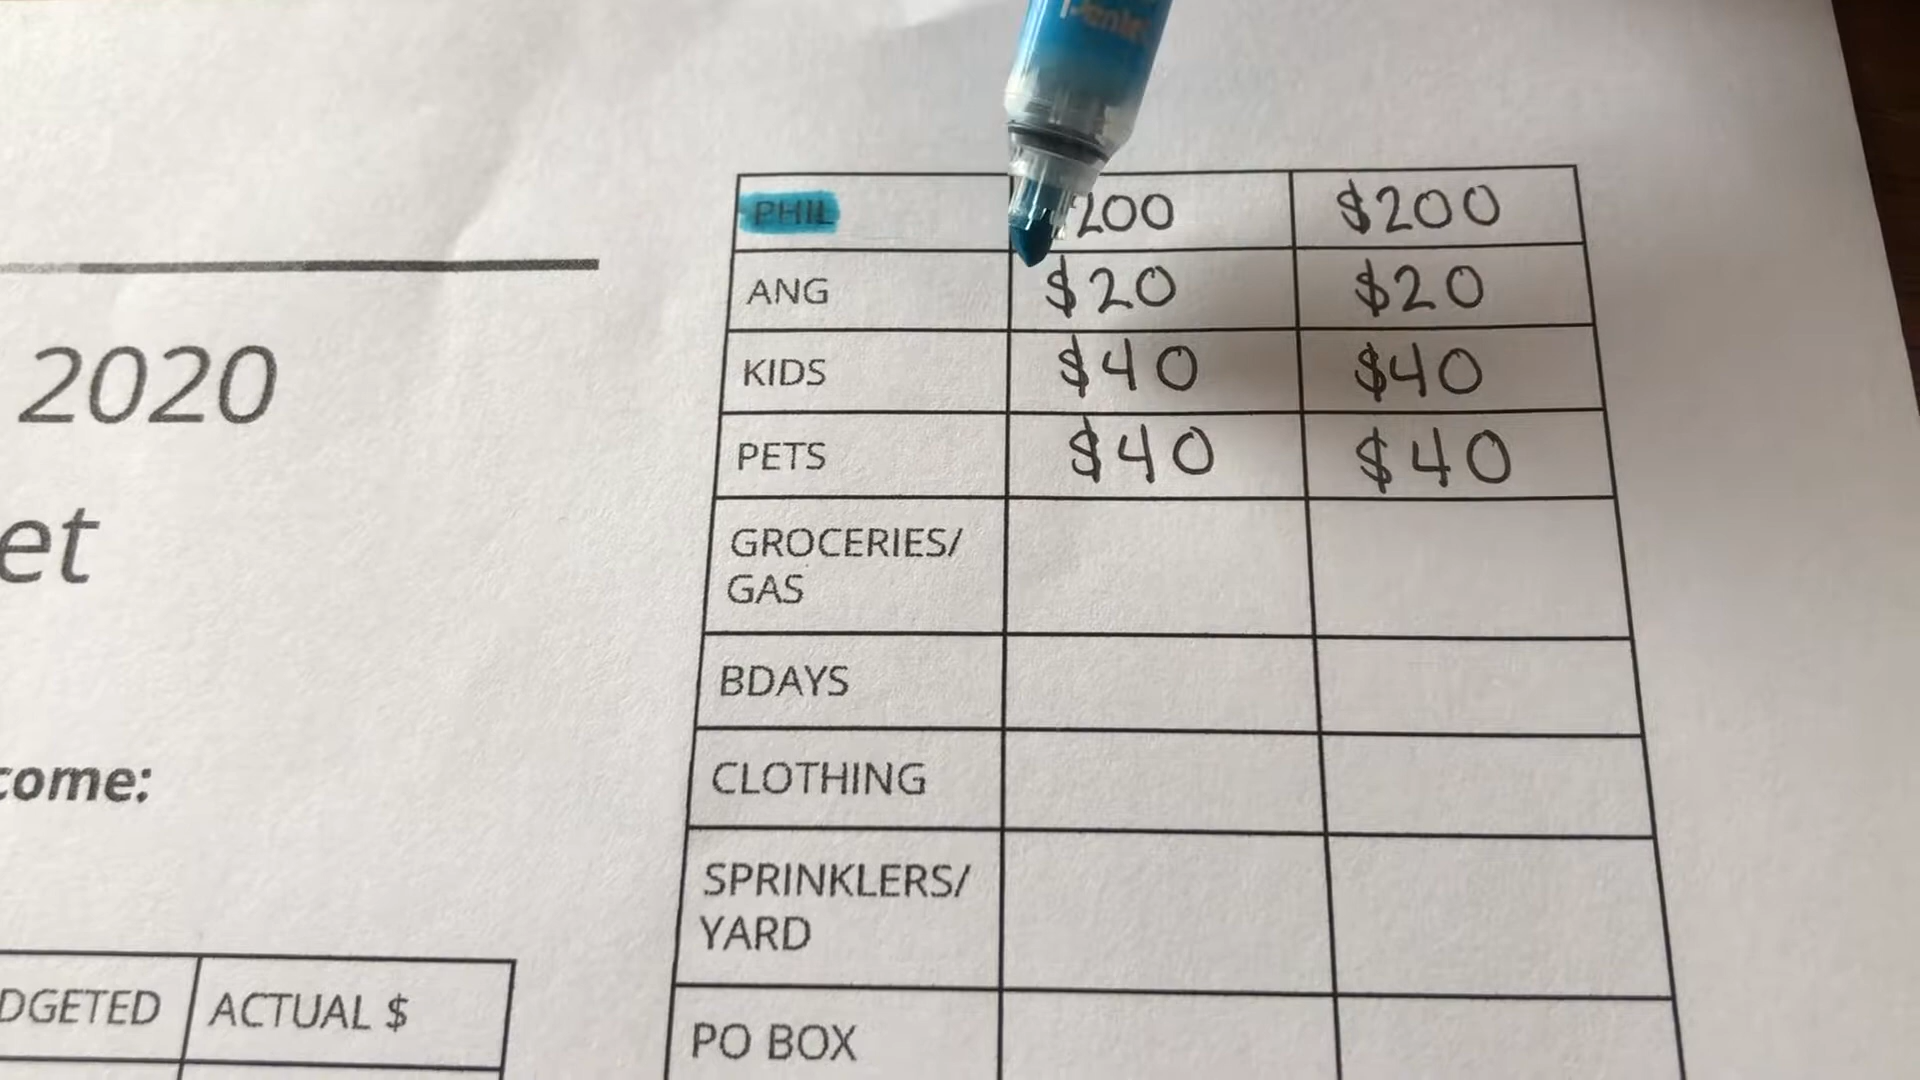 2020
et
come:
DGETED ACTUAL $
PHIL 200 $200
ANG $20 $20
KIDS $40 $40
PETS $40 $40
GROCERIES/
GAS
BDAYS
CLOTHING
SPRINKLERS/
YARD
PO BOX